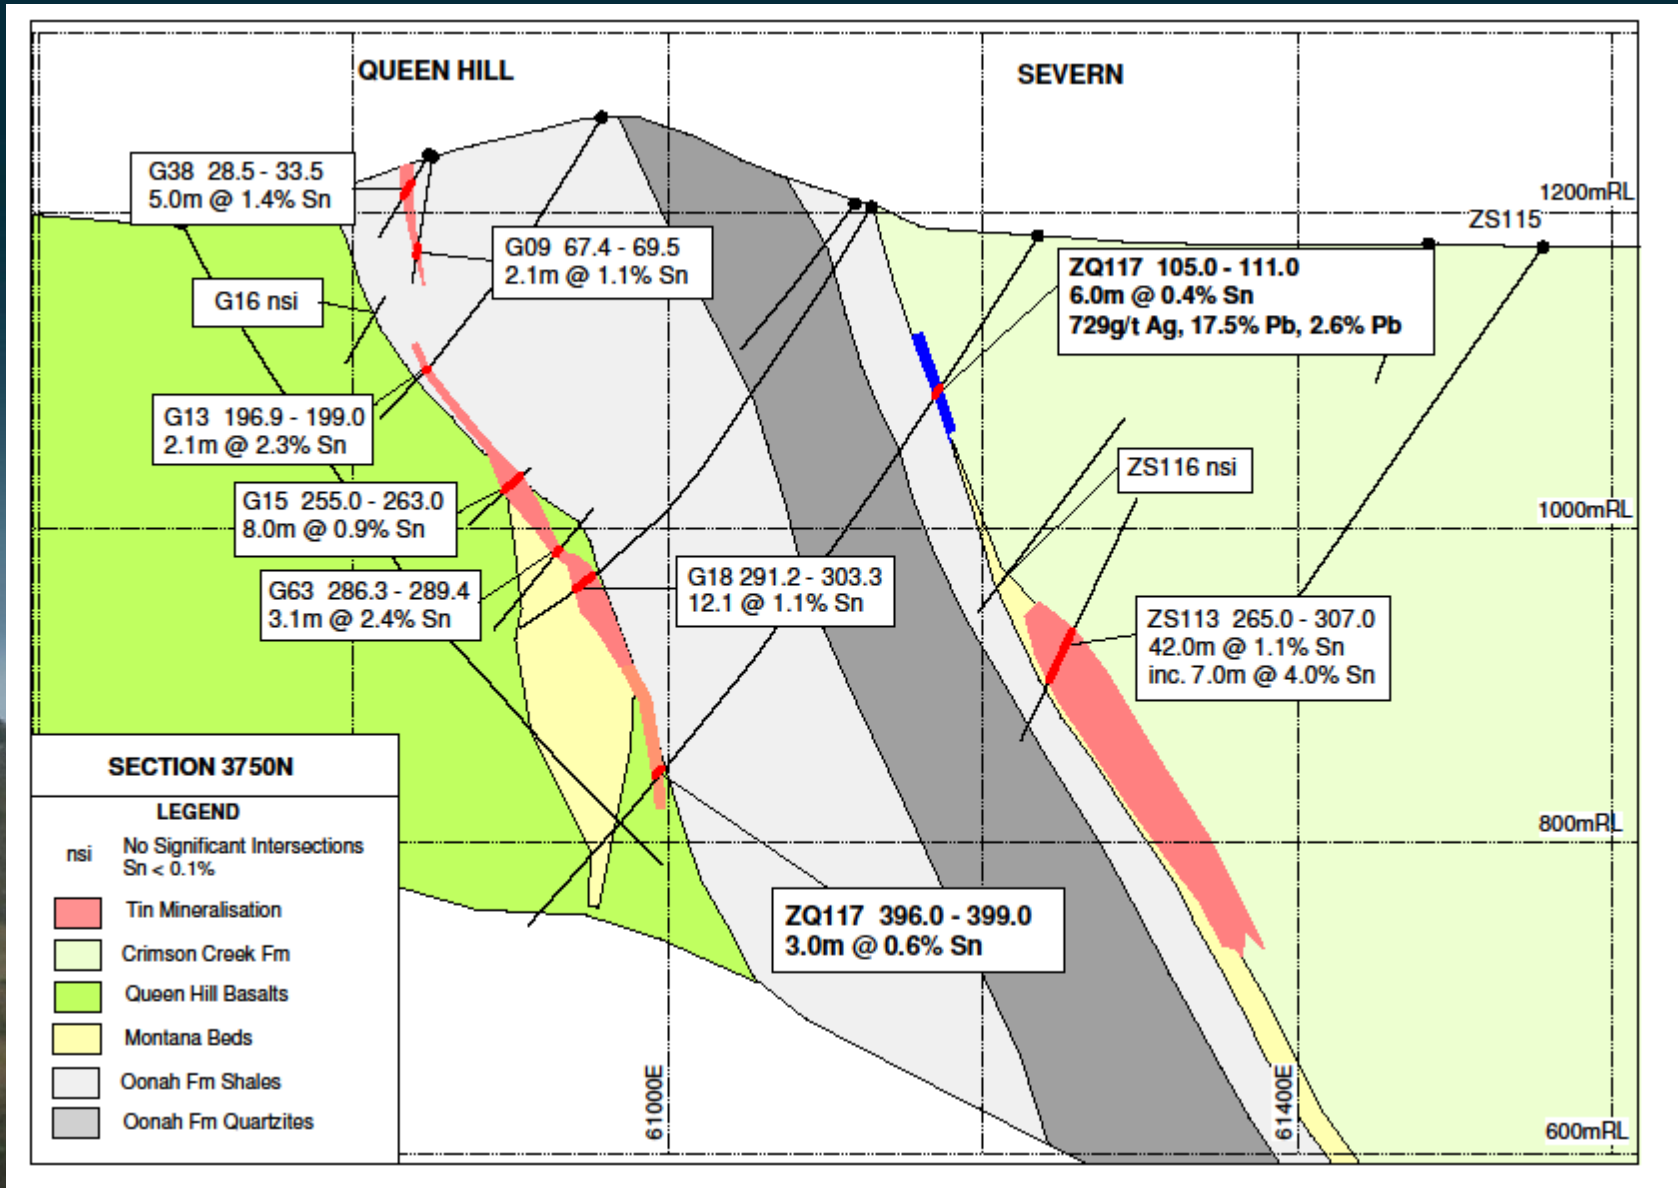 QUEEN HILL
SEVERN
G38 28.5 - 33.5
5.0m @ 1.4% Sn
1200mRL
ZS115
G09 67.4 - 69.5
2.1m @ 1.1% Sn
ZQ117 105.0 - 111.0
6.0m @ 0.4% Sn
729g/t Ag, 17.5% Pb, 2.6% Pb
G16 nsi
G13 196.9 - 199.0
2.1m @ 2.3% Sn
ZS116 nsi
G15 255.0 - 263.0
8.0m @ 0.9% Sn
1000mRL
G63 286.3 - 289.4
3.1m @ 2.4% Sn
G18 291.2 - 303.3
12.1 @ 1.1% Sn
ZS113 265.0 - 307.0
42.0m @ 1.1% Sn
inc. 7.0m @ 4.0% Sn
800mRL
ZQ117 396.0 - 399.0
3.0m @ 0.6% Sn
SECTION 3750N
LEGEND
nsi No Significant Intersections
Sn < 0.1%
Tin Mineralisation
Crimson Creek Fm
Queen Hill Basalts
Montana Beds
Oonah Fm Shales
Oonah Fm Quartzites
61000E
61400E
600mRL